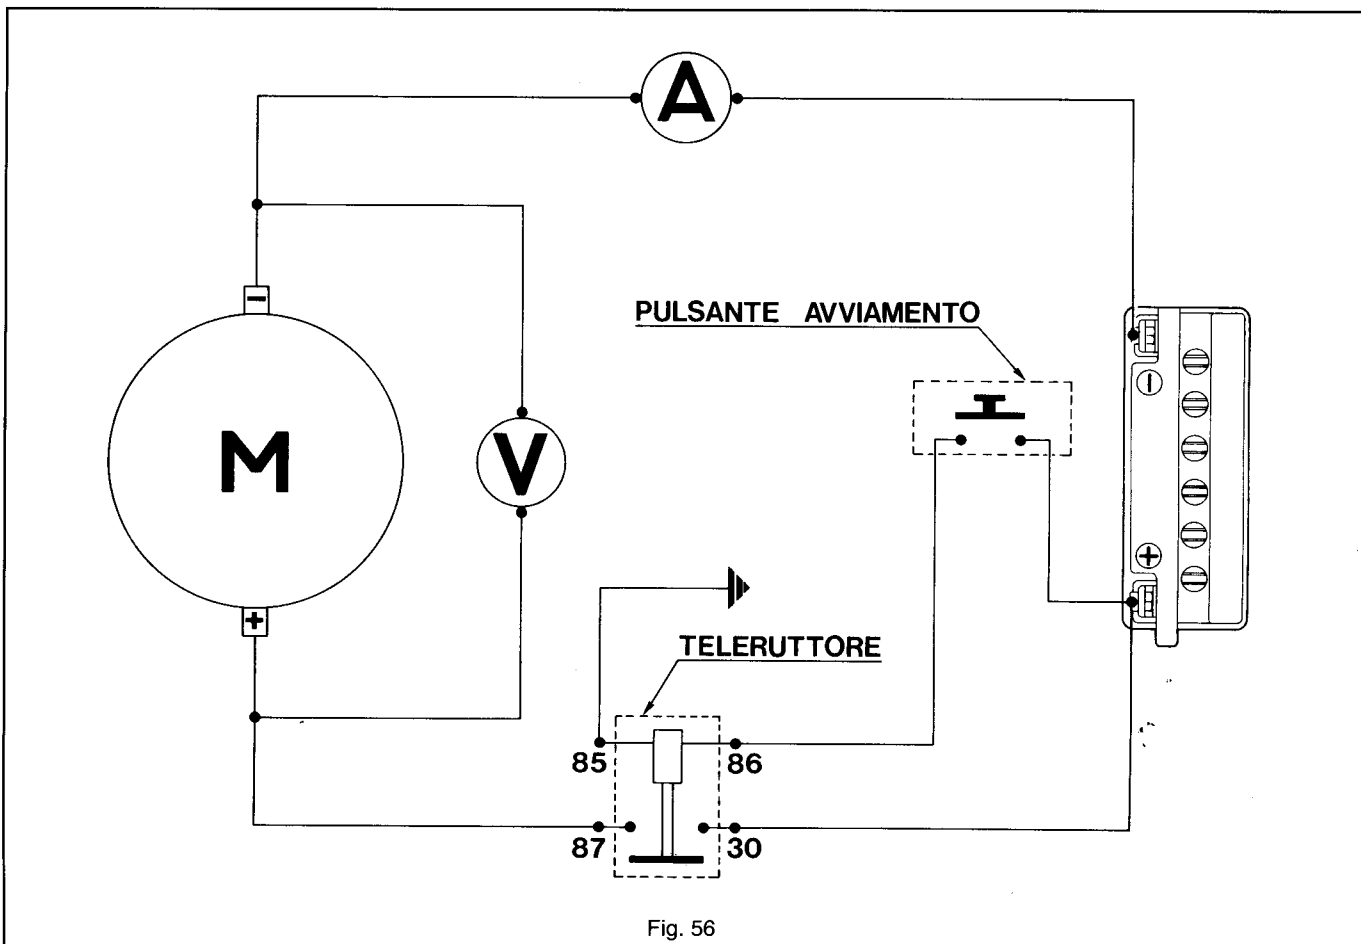 A
−
PULSANTE AVVIAMENTO
−
M
V
+
+
TELERUTTORE
85
86
87
30
Fig. 56